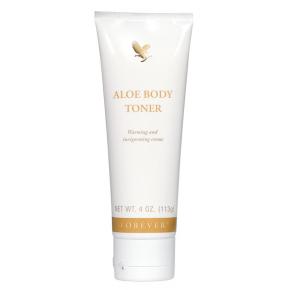 ALOE BODY
TONER
Warming and
invigorating creme
NET WT. 4 OZ. (113g)
FOREVER